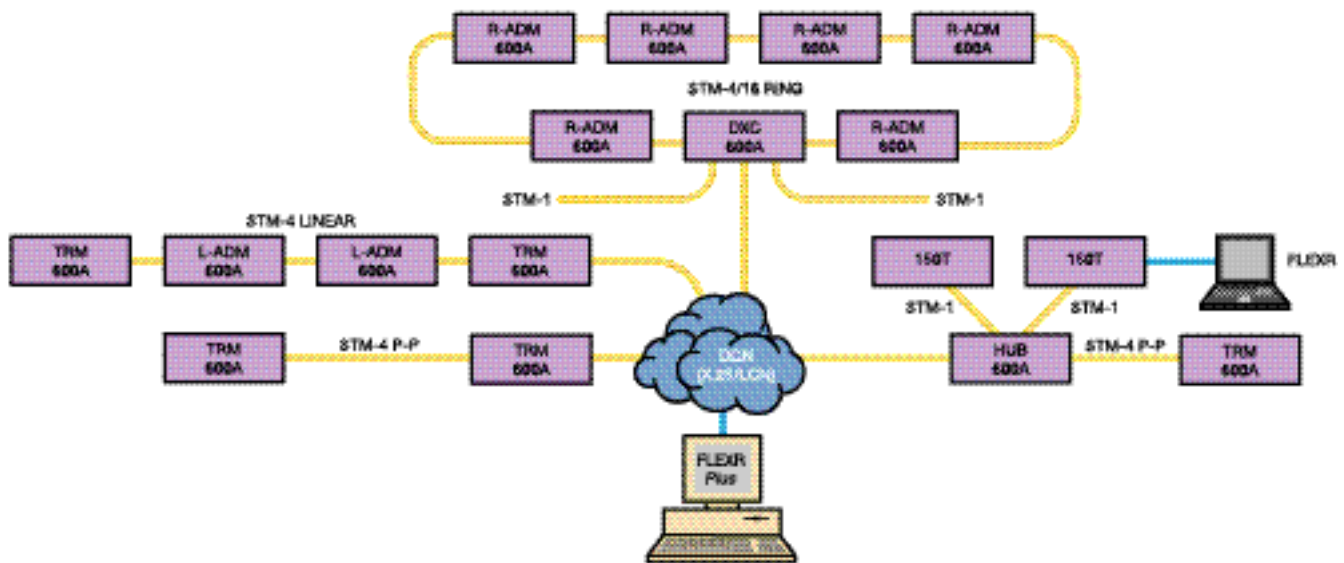 R-ADM
600A
R-ADM
600A
R-ADM
600A
R-ADM
600A
STM-4/16 RING
R-ADM
600A
DXC
600A
R-ADM
600A
STM-1
STM-1
STM-4 LINEAR
TRM
600A
L-ADM
600A
L-ADM
600A
TRM
600A
150T
150T
FLEXR
STM-1
STM-1
TRM
600A
STM-4 P-P
TRM
600A
DCN
(X.25/LCN)
HUB
600A
STM-4 P-P
TRM
600A
FLEXR
Plus